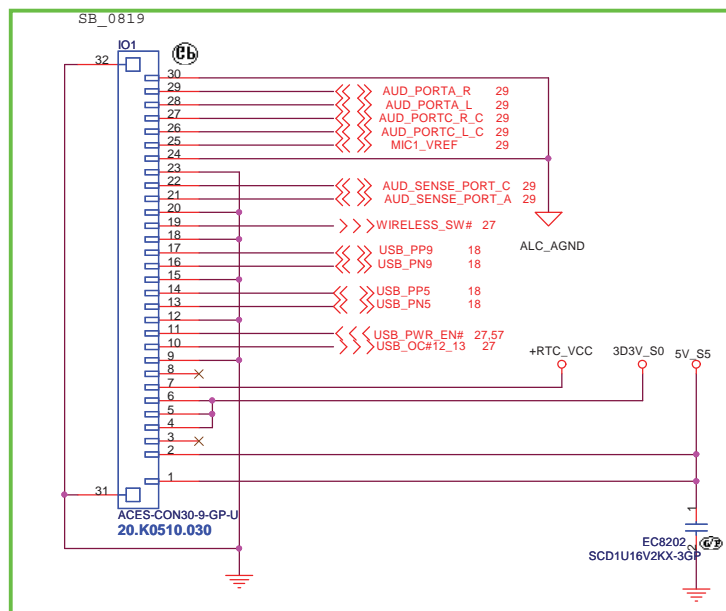 SB_0819
IO1
32
30
29 AUD_PORTA_R 29
28 AUD_PORTA_L 29
27 AUD_PORTC_R_C 29
26 AUD_PORTC_L_C 29
25 MIC1_VREF 29
24
23
22 AUD_SENSE_PORT_C 29
21 AUD_SENSE_PORT_A 29
20
19 WIRELESS_SW# 27
18
ALC_AGND
17 USB_PP9 18
16 USB_PN9 18
15
14 USB_PP5 18
13 USB_PN5 18
12
11 USB_PWR_EN# 27,57
10 USB_OC#12_13 27
+RTC_VCC 3D3V_S0 5V_S5
9
8
7
6
5
4
3
2
1
31
ACES-CON30-9-GP-U
20.K0510.030
1
EC8202
2
SCD1U16V2KX-3GP